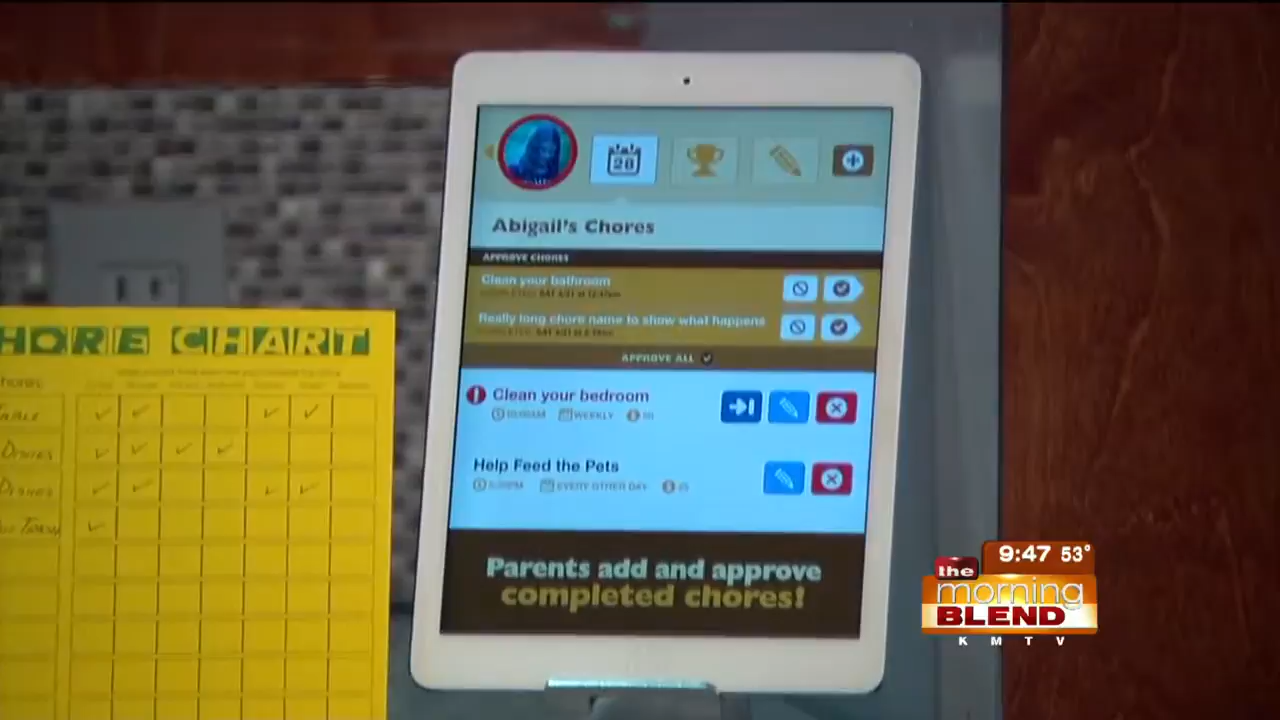 28
Abigail's Chores
APPROVE CHORES
Clean your bathroom
Really long chore name to show what happens
APPROVE ALL
Clean your bedroom
WEEKLY
Help Feed the Pets
EVERY OTHER DAY
Parents add and approve
completed chores!
HORE CHART
9:47 53°
the
morning
BLEND
KMTV